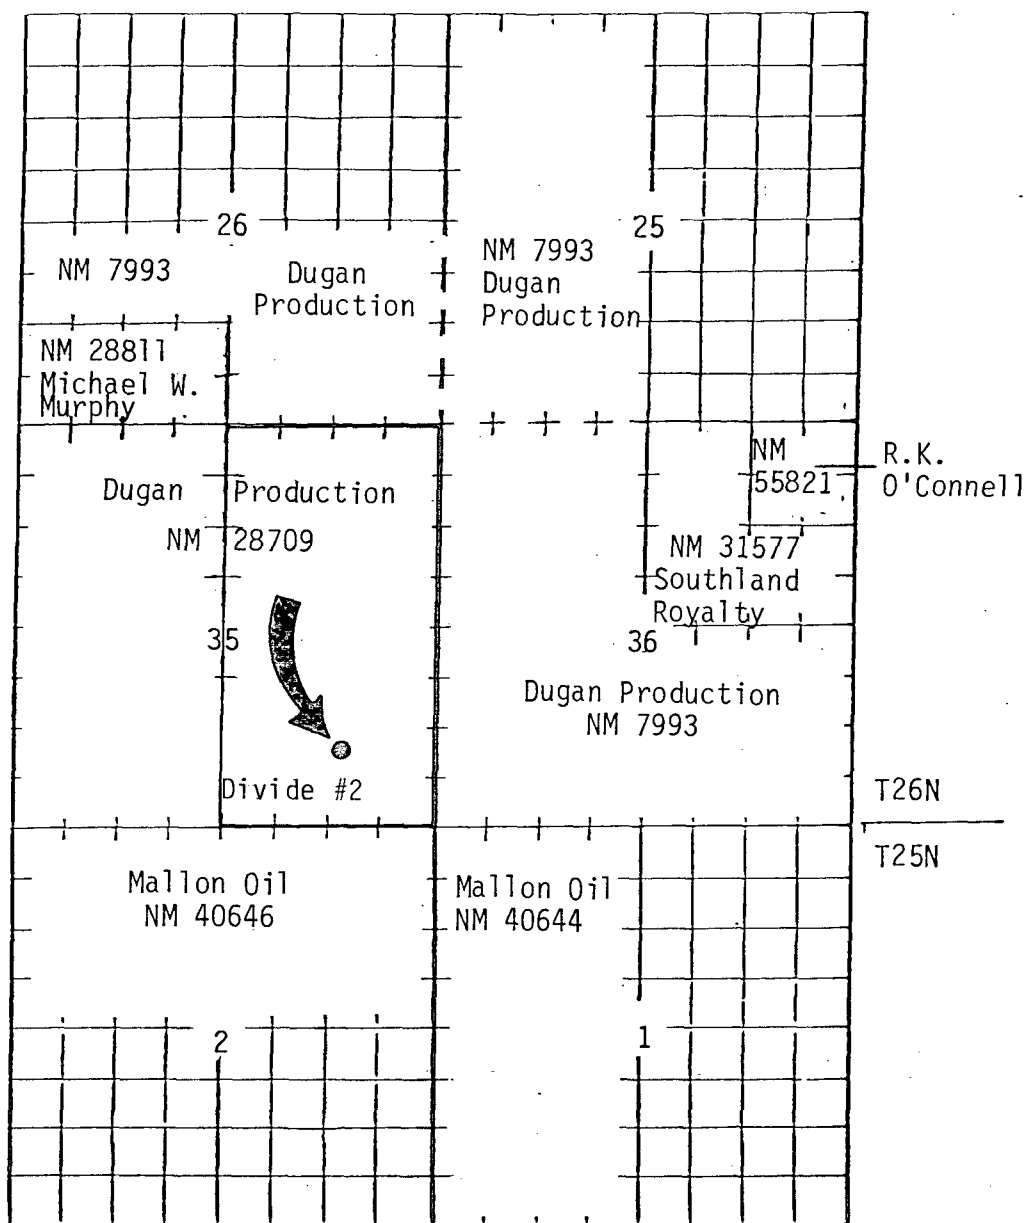 26
25
NM 7993
Dugan
Production
NM 7993
Dugan
Production
NM 28811
Michael W.
Murphy
NM
55821
R.K.
O'Connell
Dugan Production
NM 28709
NM 31577
Southland
Royalty
35
36
Dugan Production
NM 7993
Divide #2
T26N
T25N
Mallon Oil
NM 40646
Mallon Oil
NM 40644
2
1